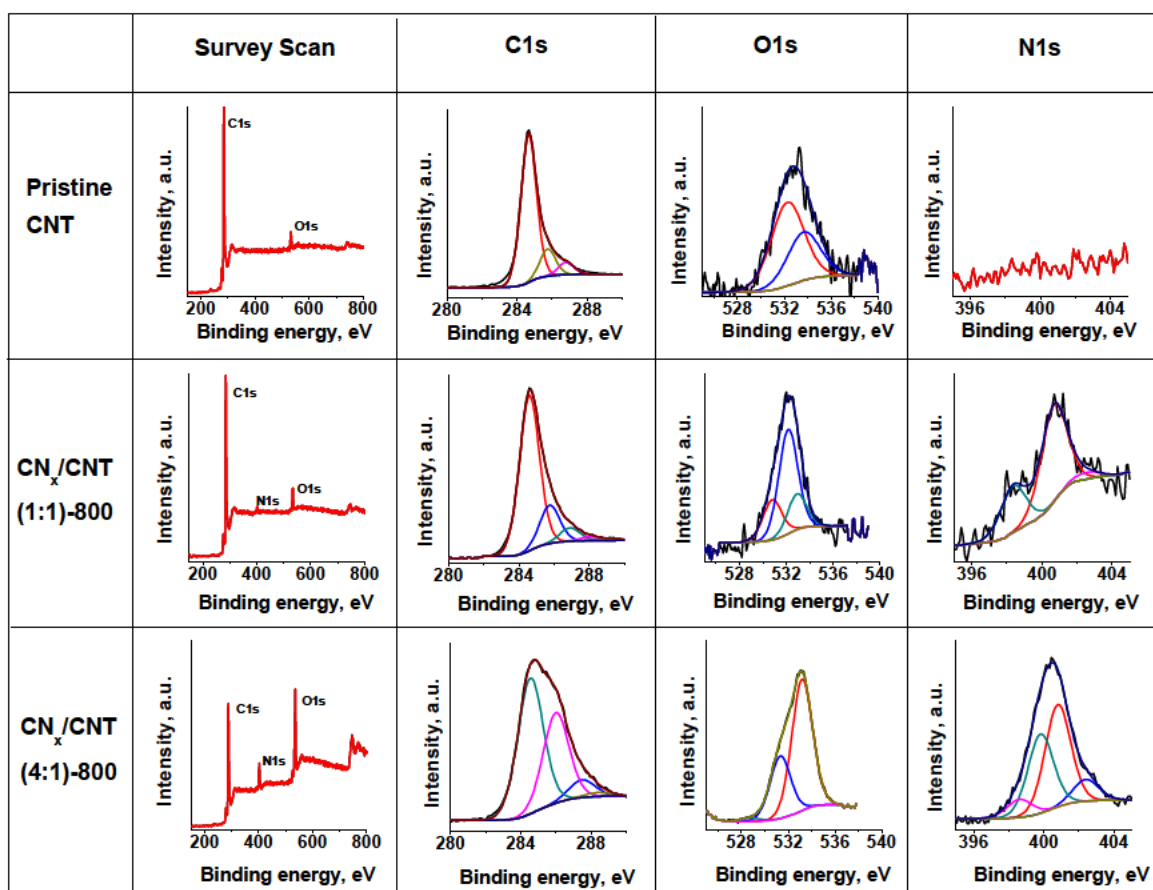 Survey Scan C1s O1s N1s
Pristine
CNT
Intensity, a.u.
C1s
O1s
200 400 600 800
Binding energy, eV
Intensity, a.u.
280 284 288
Binding energy, eV
Intensity, a.u.
528 532 536 540
Binding energy, eV
Intensity, a.u.
396 400 404
Binding energy, eV
CNx/CNT
(1:1)-800
Intensity, a.u.
C1s
N1s
O1s
200 400 600 800
Binding energy, eV
Intensity, a.u.
280 284 288
Binding energy, eV
Intensity, a.u.
528 532 536 540
Binding energy, eV
Intensity, a.u.
396 400 404
Binding energy, eV
CNx/CNT
(4:1)-800
Intensity, a.u.
C1s
N1s
O1s
200 400 600 800
Binding energy, eV
Intensity, a.u.
280 284 288
Binding energy, eV
Intensity, a.u.
528 532 536 540
Binding energy, eV
Intensity, a.u.
396 400 404
Binding energy, eV